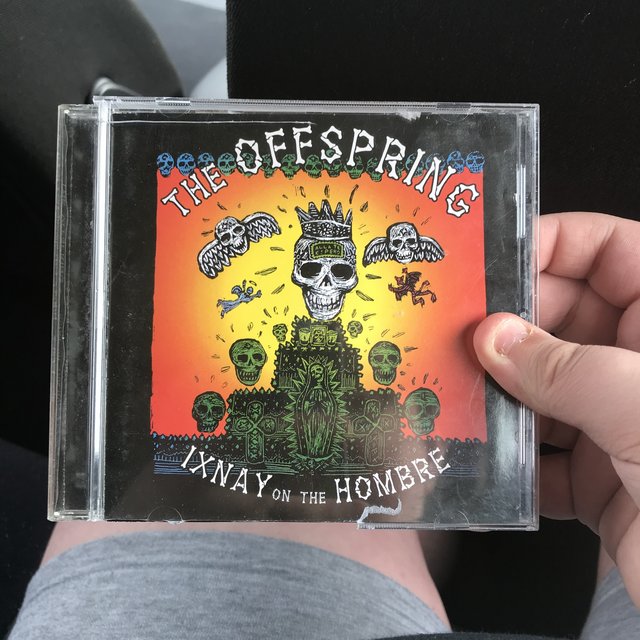 THE OFFSPRING
IXNAY ON THE HOMBRE